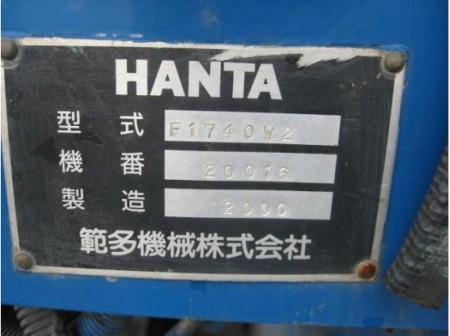 HANTA
型式 F1740W2
機番 20016
製造 2000
範多機械株式会社